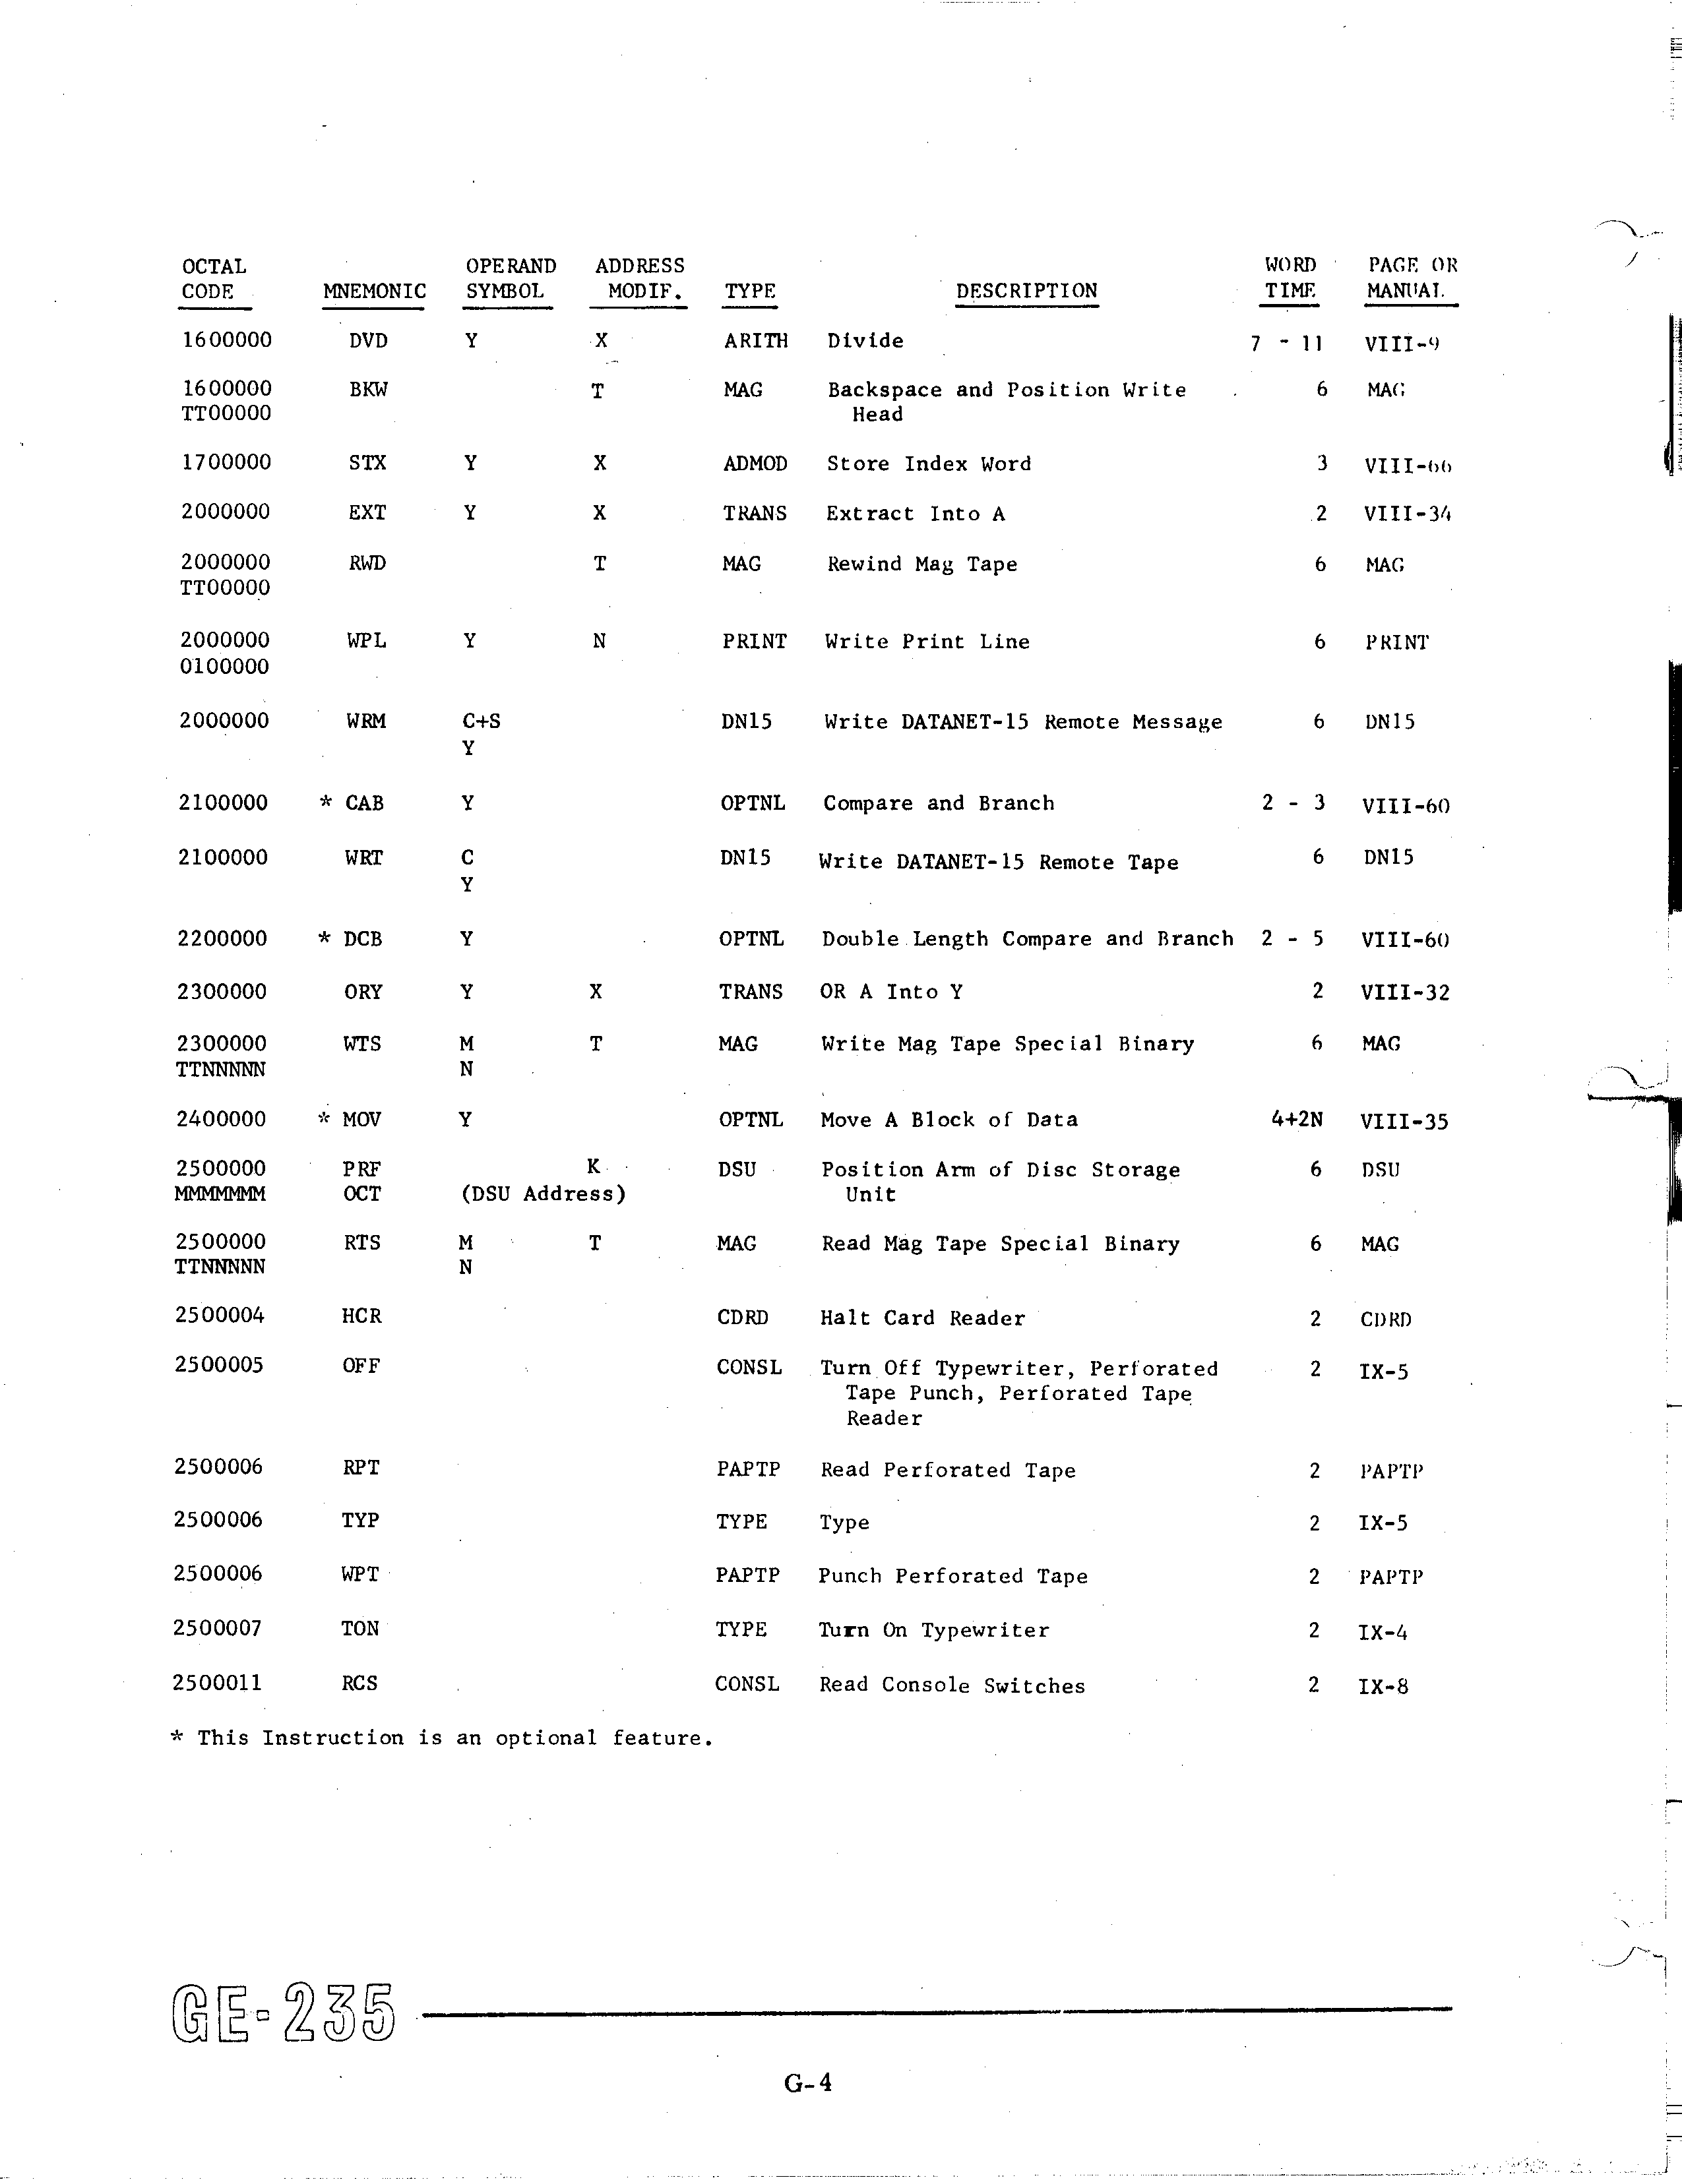 OCTAL OPERAND ADDRESS WORD PAGE OR
CODE MNEMONIC SYMBOL MODIF. TYPE DESCRIPTION TIME MANUAL
1600000 DVD Y X ARITH Divide 7 - 11 VIII-9
1600000 BKW T MAG Backspace and Position Write 6 MAG
TT00000 Head
1700000 STX Y X ADMOD Store Index Word 3 VIII-66
2000000 EXT Y X TRANS Extract Into A 2 VIII-34
2000000 RWD T MAG Rewind Mag Tape 6 MAG
TT00000
2000000 WPL Y N PRINT Write Print Line 6 PRINT
0100000
2000000 WRM C+S DN15 Write DATANET-15 Remote Message 6 DN15
Y
2100000 * CAB Y OPTNL Compare and Branch 2 - 3 VIII-60
2100000 WRT C DN15 Write DATANET-15 Remote Tape 6 DN15
Y
2200000 * DCB Y OPTNL Double Length Compare and Branch 2 - 5 VIII-60
2300000 ORY Y X TRANS OR A Into Y 2 VIII-32
2300000 WTS M T MAG Write Mag Tape Special Binary 6 MAG
TTNNNNN N
2400000 * MOV Y OPTNL Move A Block of Data 4+2N VIII-35
2500000 PRF K DSU Position Arm of Disc Storage 6 DSU
MMMMMMM OCT (DSU Address) Unit
2500000 RTS M T MAG Read Mag Tape Special Binary 6 MAG
TTNNNNN N
2500004 HCR CDRD Halt Card Reader 2 CDRD
2500005 OFF CONSL Turn Off Typewriter, Perforated 2 IX-5
Tape Punch, Perforated Tape
Reader
2500006 RPT PAPTP Read Perforated Tape 2 PAPTP
2500006 TYP TYPE Type 2 IX-5
2500006 WPT PAPTP Punch Perforated Tape 2 PAPTP
2500007 TON TYPE Turn On Typewriter 2 IX-4
2500011 RCS CONSL Read Console Switches 2 IX-8
* This Instruction is an optional feature.
GE-235
G-4